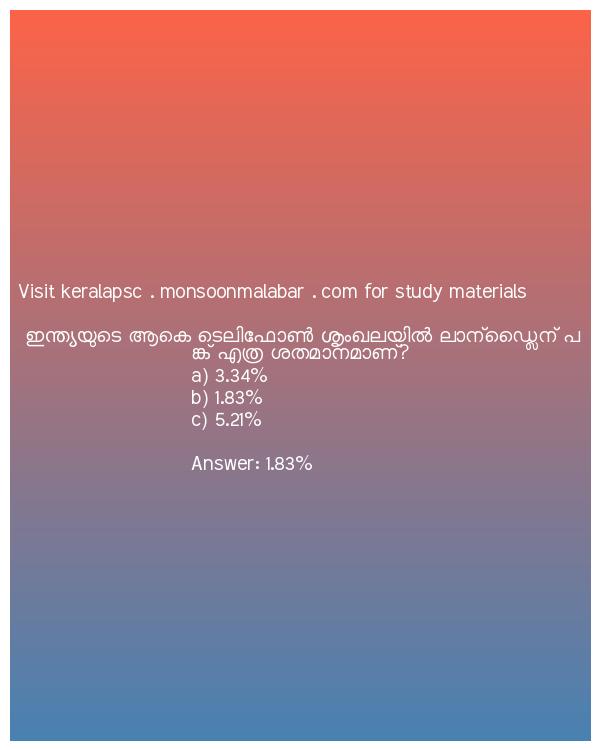 Visit keralapsc . monsoonmalabar . com for study materials
ഇന്ത്യയുടെ ആകെ ടെലിഫോൺ ശൃംഖലയിൽ ലാൻഡ്ലൈന് പ
ങ്ക് എത്ര ശതമാനമാണ്?
a) 3.34%
b) 1.83%
c) 5.21%
Answer: 1.83%